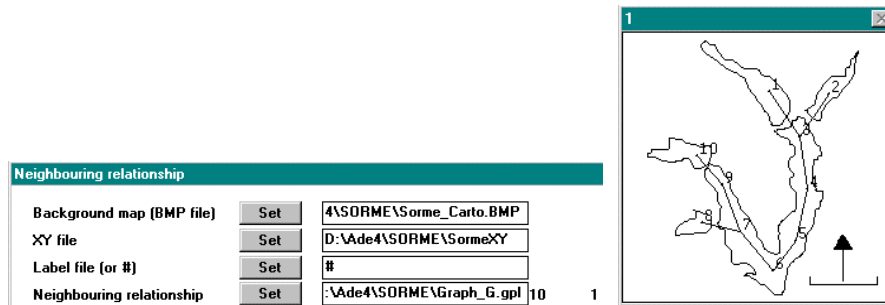 Neighbouring relationship
Background map (BMP file) Set 4\SORME\Sorme_Carto.BMP
XY file Set D:\Ade4\SORME\SormeXY
Label file (or #) Set #
Neighbouring relationship Set :\Ade4\SORME\Graph_G.gpl 10 1
1
1
2
3
10
9
4
8
7
5
6